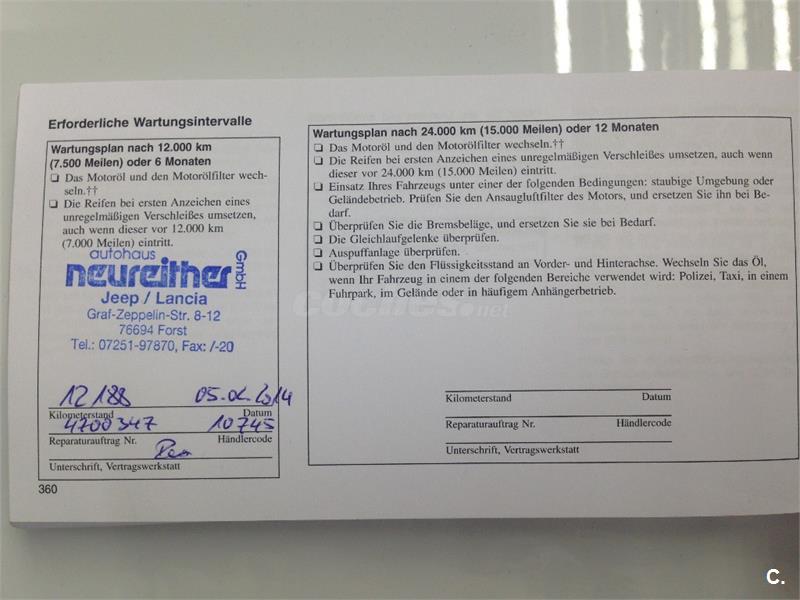 Erforderliche Wartungsintervalle
Wartungsplan nach 12.000 km
(7.500 Meilen) oder 6 Monaten
❏ Das Motoröl und den Motorölfilter wech-
seln.††
❏ Die Reifen bei ersten Anzeichen eines
unregelmäßigen Verschleißes umsetzen,
auch wenn dieser vor 12.000 km
(7.000 Meilen) eintritt.
autohaus
neureither GmbH
Jeep / Lancia
Graf-Zeppelin-Str. 8-12
76694 Forst
Tel.: 07251-97870, Fax: /-20
12 188 05.02.2014
Kilometerstand Datum
4700347 10745
Reparaturauftrag Nr. Händlercode
Unterschrift, Vertragswerkstatt
360
Wartungsplan nach 24.000 km (15.000 Meilen) oder 12 Monaten
❏ Das Motoröl und den Motorölfilter wechseln.††
❏ Die Reifen bei ersten Anzeichen eines unregelmäßigen Verschleißes umsetzen, auch wenn
dieser vor 24.000 km (15.000 Meilen) eintritt.
❏ Einsatz Ihres Fahrzeugs unter einer der folgenden Bedingungen: staubige Umgebung oder
Geländebetrieb. Prüfen Sie den Ansaugluftfilter des Motors, und ersetzen Sie ihn bei Be-
darf.
❏ Überprüfen Sie die Bremsbeläge, und ersetzen Sie sie bei Bedarf.
❏ Die Gleichlaufgelenke überprüfen.
❏ Auspuffanlage überprüfen.
❏ Überprüfen Sie den Flüssigkeitsstand an Vorder- und Hinterachse. Wechseln Sie das Öl,
wenn Ihr Fahrzeug in einem der folgenden Bereiche verwendet wird: Polizei, Taxi, in einem
Fuhrpark, im Gelände oder in häufigem Anhängerbetrieb.
coches.net
Kilometerstand Datum
Reparaturauftrag Nr. Händlercode
Unterschrift, Vertragswerkstatt
C.